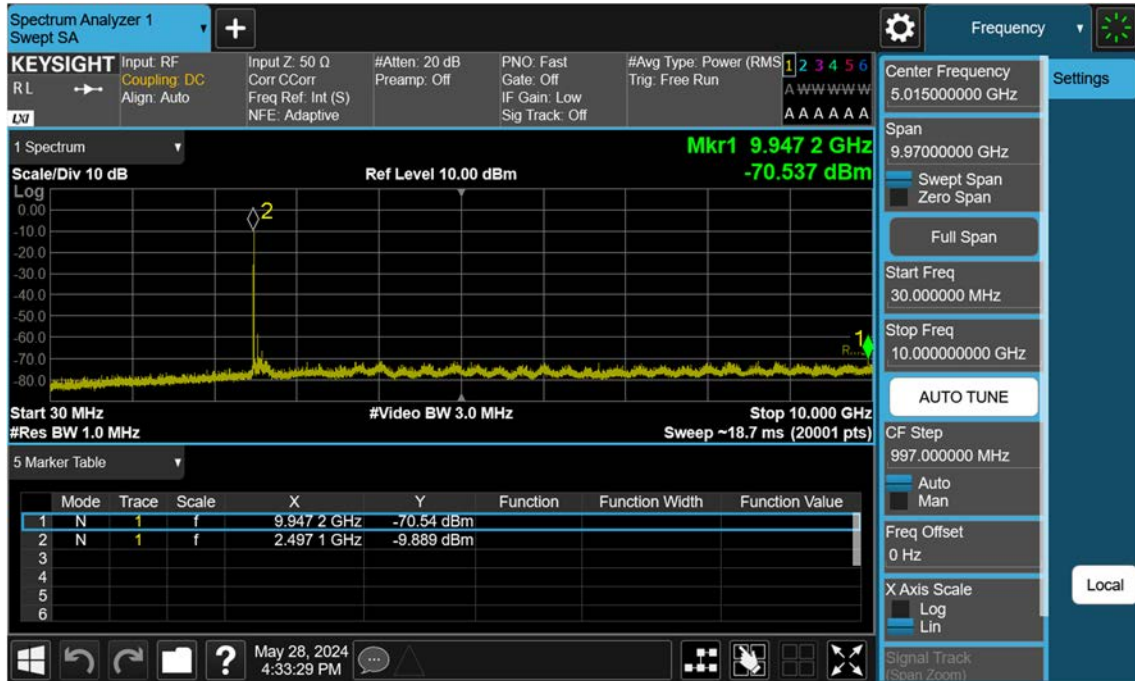 Spectrum Analyzer 1
Swept SA
+
Frequency
KEYSIGHT
R L
LXI
Input: RF
Coupling: DC
Align: Auto
Input Z: 50 Ω
Corr CCorr
Freq Ref: Int (S)
NFE: Adaptive
#Atten: 20 dB
Preamp: Off
PNO: Fast
Gate: Off
IF Gain: Low
Sig Track: Off
#Avg Type: Power (RMS
Trig: Free Run
1 2 3 4 5 6
A W W W W W
A A A A A A
1 Spectrum
Scale/Div 10 dB
Ref Level 10.00 dBm
Mkr1 9.947 2 GHz
-70.537 dBm
Log
0.00
-10.0
-20.0
-30.0
-40.0
-50.0
-60.0
-70.0
-80.0
2
1
R...
Start 30 MHz
#Video BW 3.0 MHz
Stop 10.000 GHz
#Res BW 1.0 MHz
Sweep ~18.7 ms (20001 pts)
5 Marker Table
Mode Trace Scale X Y Function Function Width Function Value
1 N 1 f 9.947 2 GHz -70.54 dBm
2 N 1 f 2.497 1 GHz -9.889 dBm
3
4
5
6
?
May 28, 2024
4:33:29 PM
Center Frequency
5.015000000 GHz
Span
9.97000000 GHz
Swept Span
Zero Span
Full Span
Start Freq
30.000000 MHz
Stop Freq
10.000000000 GHz
AUTO TUNE
CF Step
997.000000 MHz
Auto
Man
Freq Offset
0 Hz
X Axis Scale
Log
Lin
Signal Track
(Span Zoom)
Settings
Local